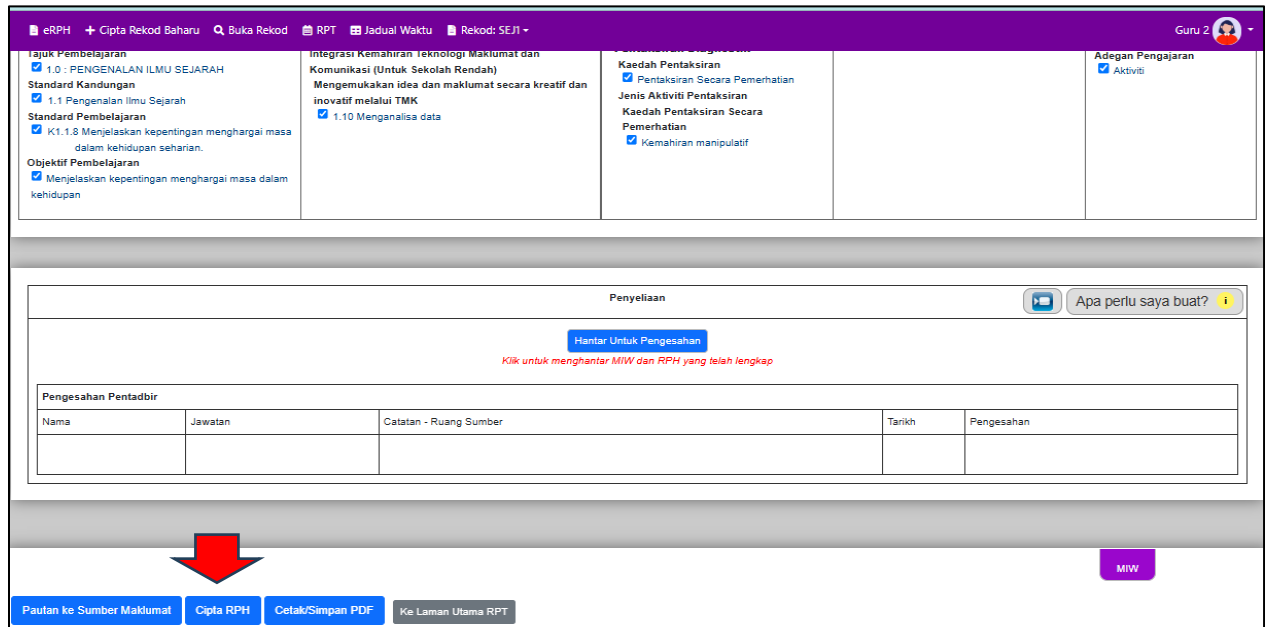 eRPH + Cipta Rekod Baharu Buka Rekod RPT Jadual Waktu Rekod: SEJ1 Guru 2
Tajuk Pembelajaran
1.0 : PENGENALAN ILMU SEJARAH
Standard Kandungan
1.1 Pengenalan Ilmu Sejarah
Standard Pembelajaran
K1.1.8 Menjelaskan kepentingan menghargai masa
dalam kehidupan seharian.
Objektif Pembelajaran
Menjelaskan kepentingan menghargai masa dalam
kehidupan
Integrasi Kemahiran Teknologi Maklumat dan
Komunikasi (Untuk Sekolah Rendah)
Mengemukakan idea dan maklumat secara kreatif dan
inovatif melalui TMK
1.10 Menganalisa data
Pentaksiran Diagnostik
Kaedah Pentaksiran
Pentaksiran Secara Pemerhatian
Jenis Aktiviti Pentaksiran
Kaedah Pentaksiran Secara
Pemerhatian
Kemahiran manipulatif
Adegan Pengajaran
Aktiviti
Penyeliaan
Apa perlu saya buat? i
Hantar Untuk Pengesahan
Klik untuk menghantar MIW dan RPH yang telah lengkap
Pengesahan Pentadbir
Nama Jawatan Catatan - Ruang Sumber Tarikh Pengesahan
MIW
Pautan ke Sumber Maklumat Cipta RPH Cetak/Simpan PDF Ke Laman Utama RPT